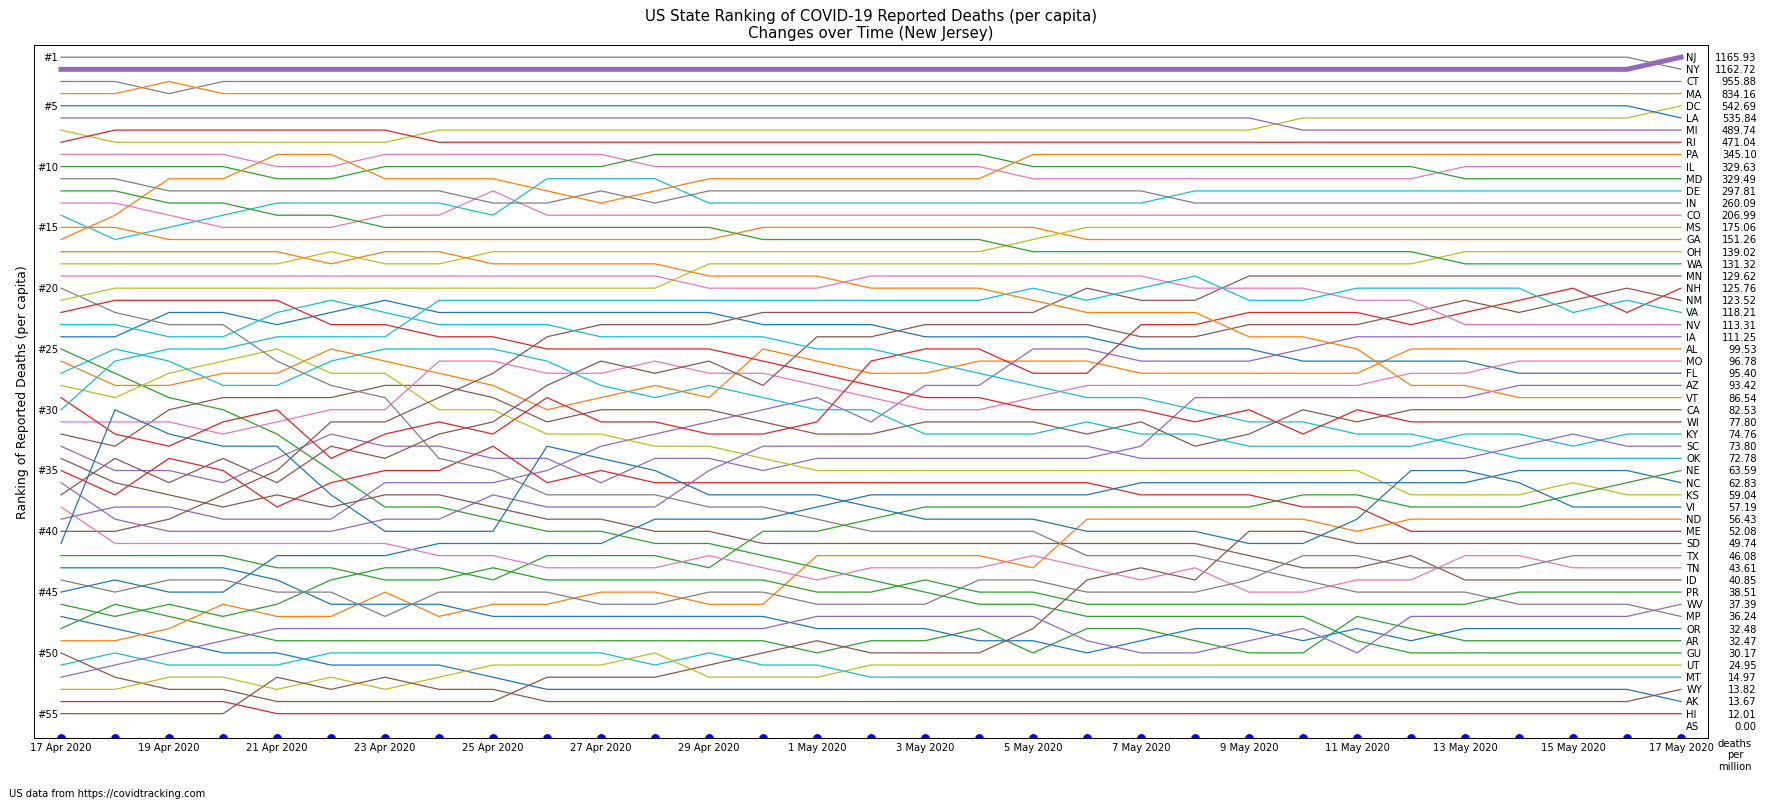 US State Ranking of COVID-19 Reported Deaths (per capita)
Changes over Time (New Jersey)
Ranking of Reported Deaths (per capita)
#1
#5
#10
#15
#20
#25
#30
#35
#40
#45
#50
#55
NJ 1165.93
NY 1162.72
CT 955.88
MA 834.16
DC 542.69
LA 535.84
MI 489.74
RI 471.04
PA 345.10
IL 329.63
MD 329.49
DE 297.81
IN 260.09
CO 206.99
MS 175.06
GA 151.26
OH 139.02
WA 131.32
MN 129.62
NH 125.76
NM 123.52
VA 118.21
NV 113.31
IA 111.25
AL 99.53
MO 96.78
FL 95.40
AZ 93.42
VT 86.54
CA 82.53
WI 77.80
KY 74.76
SC 73.80
OK 72.78
NE 63.59
NC 62.83
KS 59.04
VI 57.19
ND 56.43
ME 52.08
SD 49.74
TX 46.08
TN 43.61
ID 40.85
PR 38.51
WV 37.39
MP 36.24
OR 32.48
AR 32.47
GU 30.17
UT 24.95
MT 14.97
WY 13.82
AK 13.67
HI 12.01
AS 0.00
17 Apr 2020 19 Apr 2020 21 Apr 2020 23 Apr 2020 25 Apr 2020 27 Apr 2020 29 Apr 2020 1 May 2020 3 May 2020 5 May 2020 7 May 2020 9 May 2020 11 May 2020 13 May 2020 15 May 2020 17 May 2020
deaths
per
million
US data from https://covidtracking.com